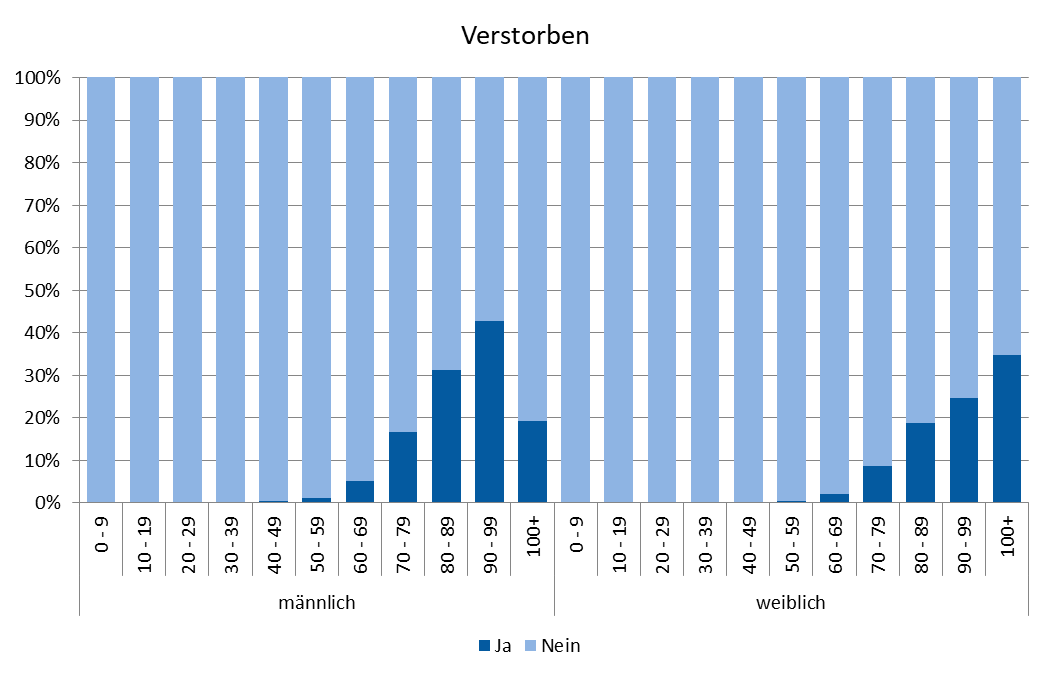 Verstorben
100%
90%
80%
70%
60%
50%
40%
30%
20%
10%
0%
0 - 9
10 - 19
20 - 29
30 - 39
40 - 49
50 - 59
60 - 69
70 - 79
80 - 89
90 - 99
100+
0 - 9
10 - 19
20 - 29
30 - 39
40 - 49
50 - 59
60 - 69
70 - 79
80 - 89
90 - 99
100+
männlich
weiblich
Ja
Nein